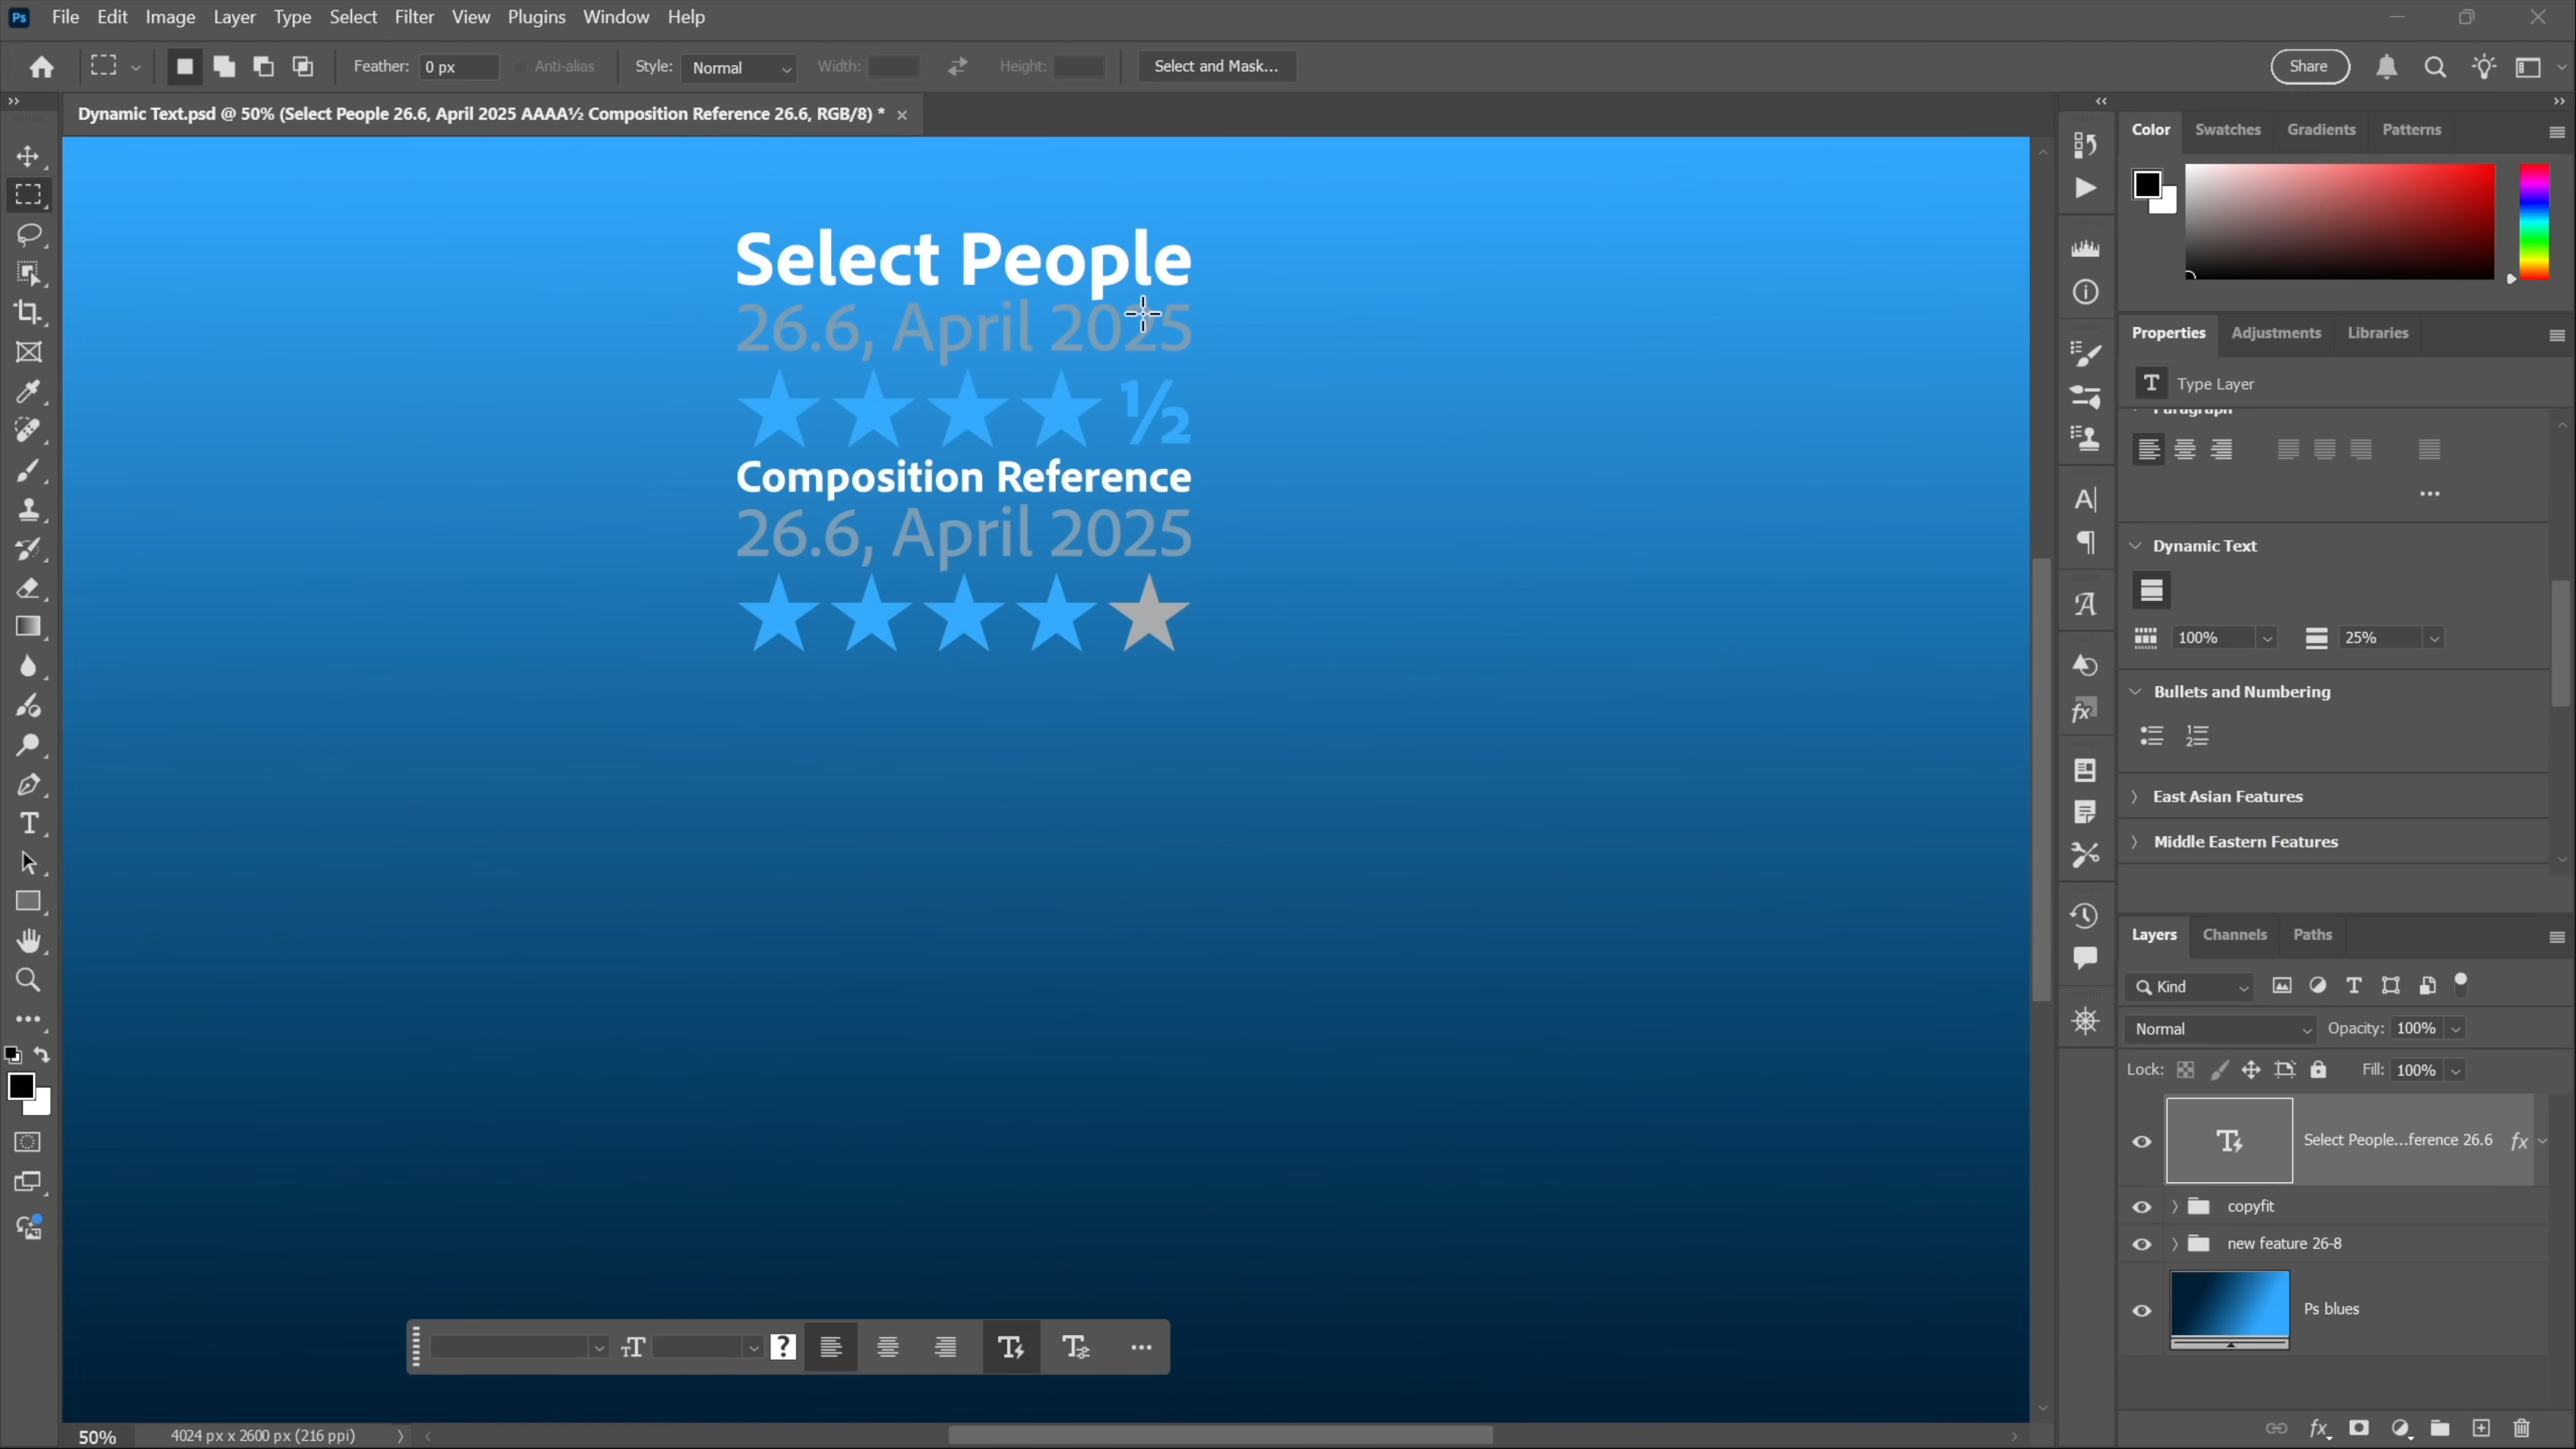 Ps File Edit Image Layer Type Select Filter View Plugins Window Help
Feather: 0 px Anti-alias Style: Normal Width: Height: Select and Mask... Share
Dynamic Text.psd @ 50% (Select People 26.6, April 2025 AAAA½ Composition Reference 26.6, RGB/8) *
Select People
26.6, April 2025
★★★★½
Composition Reference
26.6, April 2025
★★★★★
Color Swatches Gradients Patterns
Properties Adjustments Libraries
T Type Layer
Paragraph
Dynamic Text
100% 25%
Bullets and Numbering
East Asian Features
Middle Eastern Features
Layers Channels Paths
Kind
Normal Opacity: 100%
Lock: Fill: 100%
Select People...ference 26.6 fx
copyfit
new feature 26-8
Ps blues
50% 4024 px x 2600 px (216 ppi)